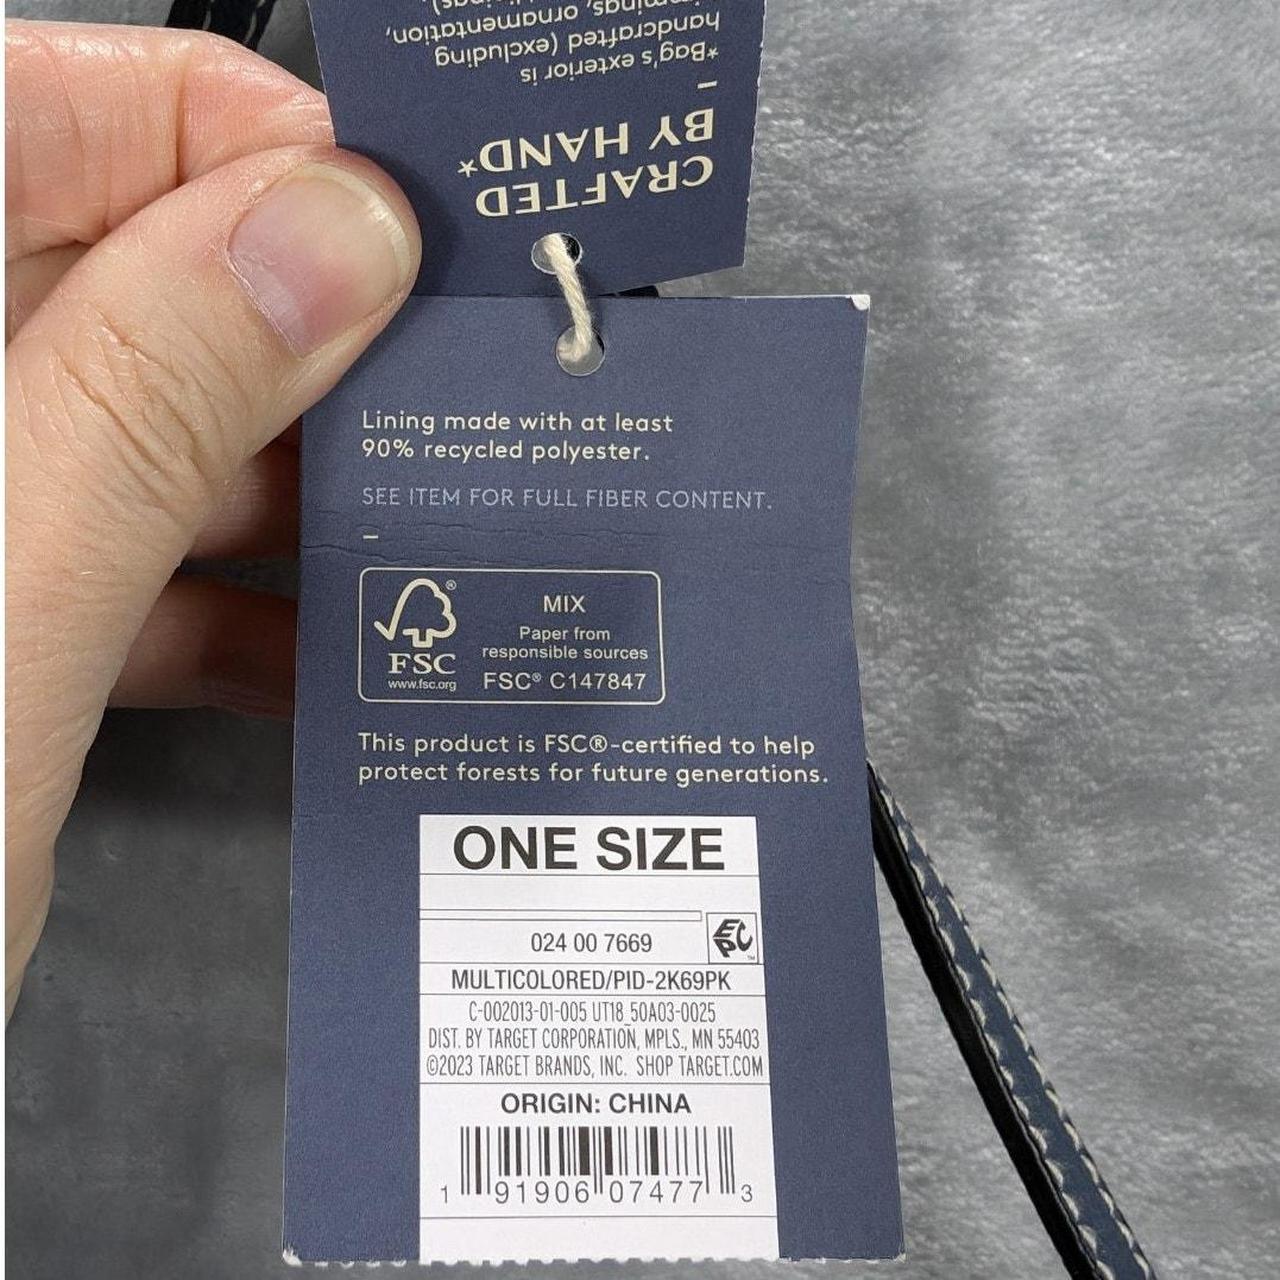 CRAFTED
BY HAND*
–
*Bag's exterior is
handcrafted (excluding
ornamentation,
Lining made with at least
90% recycled polyester.
SEE ITEM FOR FULL FIBER CONTENT.
–
FSC®
www.fsc.org
MIX
Paper from
responsible sources
FSC® C147847
This product is FSC®-certified to help
protect forests for future generations.
ONE SIZE
024 00 7669
EPC™
MULTICOLORED/PID-2K69PK
C-002013-01-005 UT18_50A03-0025
DIST. BY TARGET CORPORATION, MPLS., MN 55403
©2023 TARGET BRANDS, INC. SHOP TARGET.COM
ORIGIN: CHINA
1 91906 07477 3